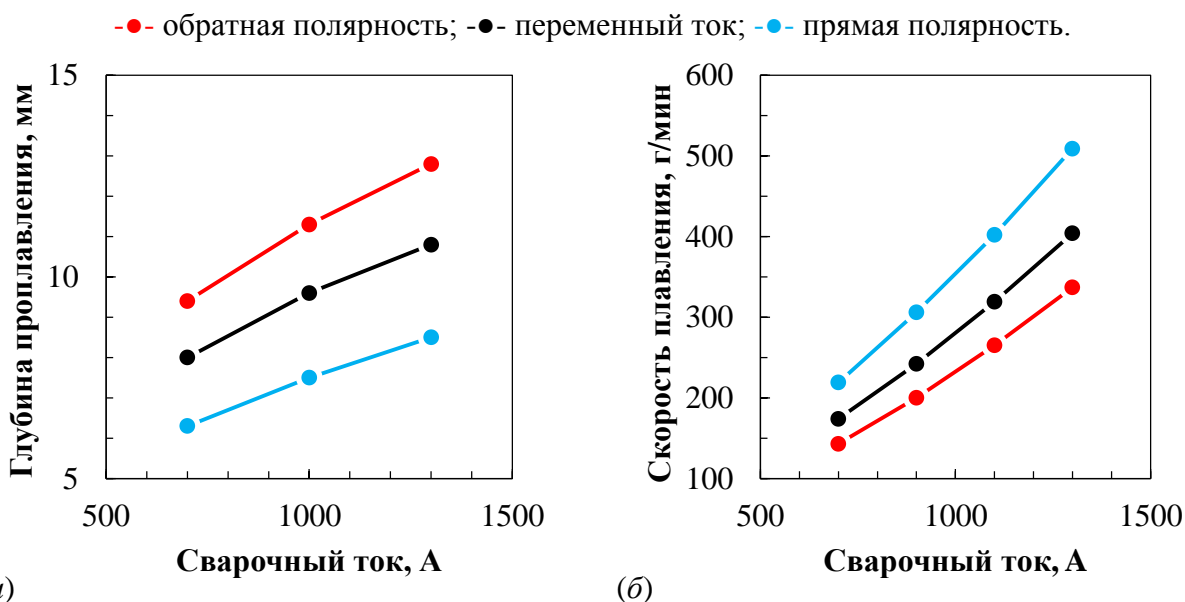 обратная полярность; переменный ток; прямая полярность.
Глубина проплавления, мм
15
10
5
500 1000 1500
Сварочный ток, А
Скорость плавления, г/мин
600
500
400
300
200
100
500 1000 1500
Сварочный ток, А
(б)